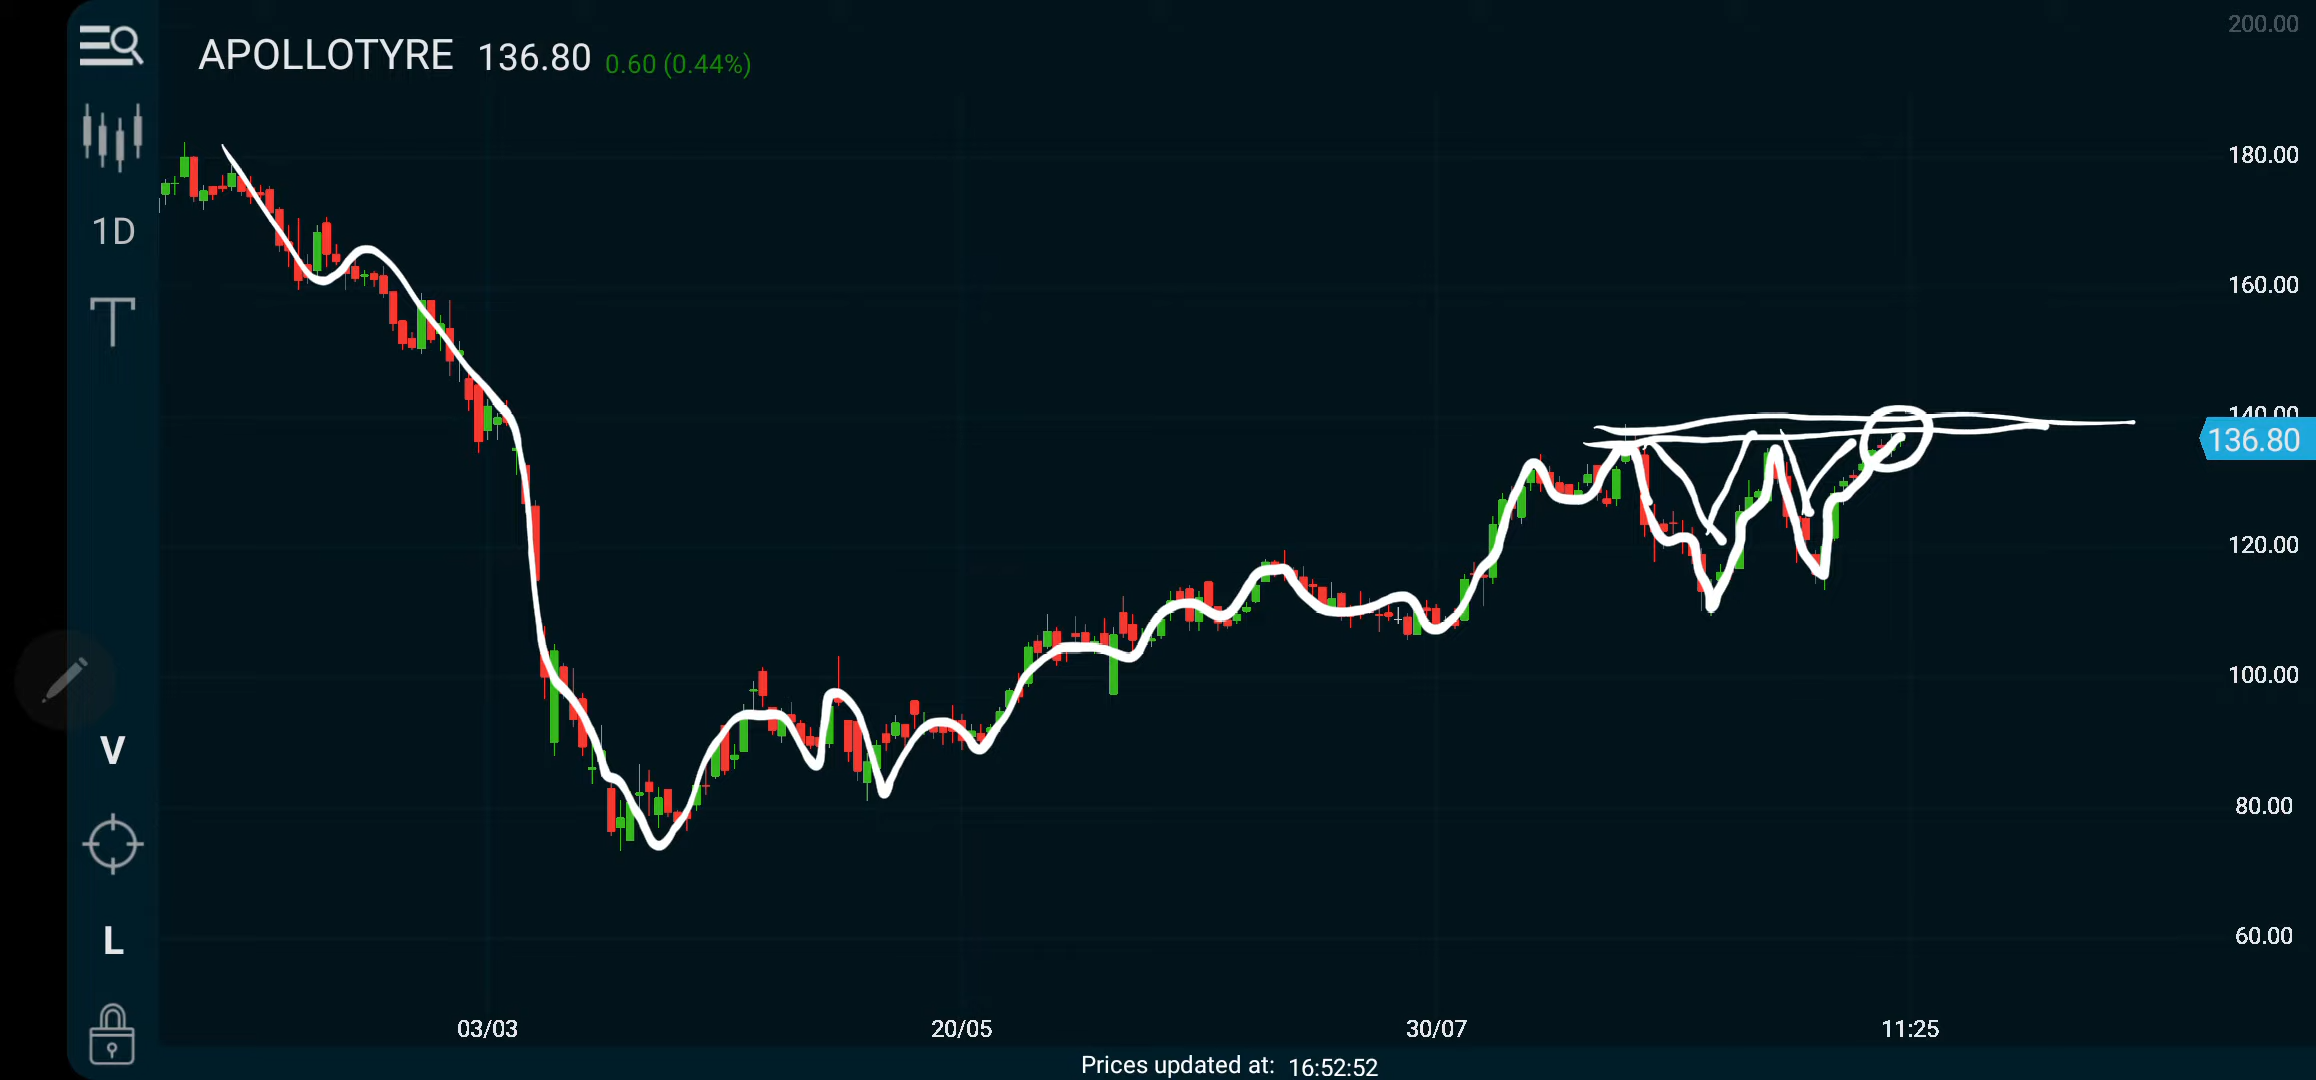 200.00
APOLLOTYRE 136.80 0.60 (0.44%)
180.00
1D
160.00
T
140.00
136.80
120.00
100.00
V
80.00
L
60.00
03/03 20/05 30/07 11:25
Prices updated at: 16:52:52